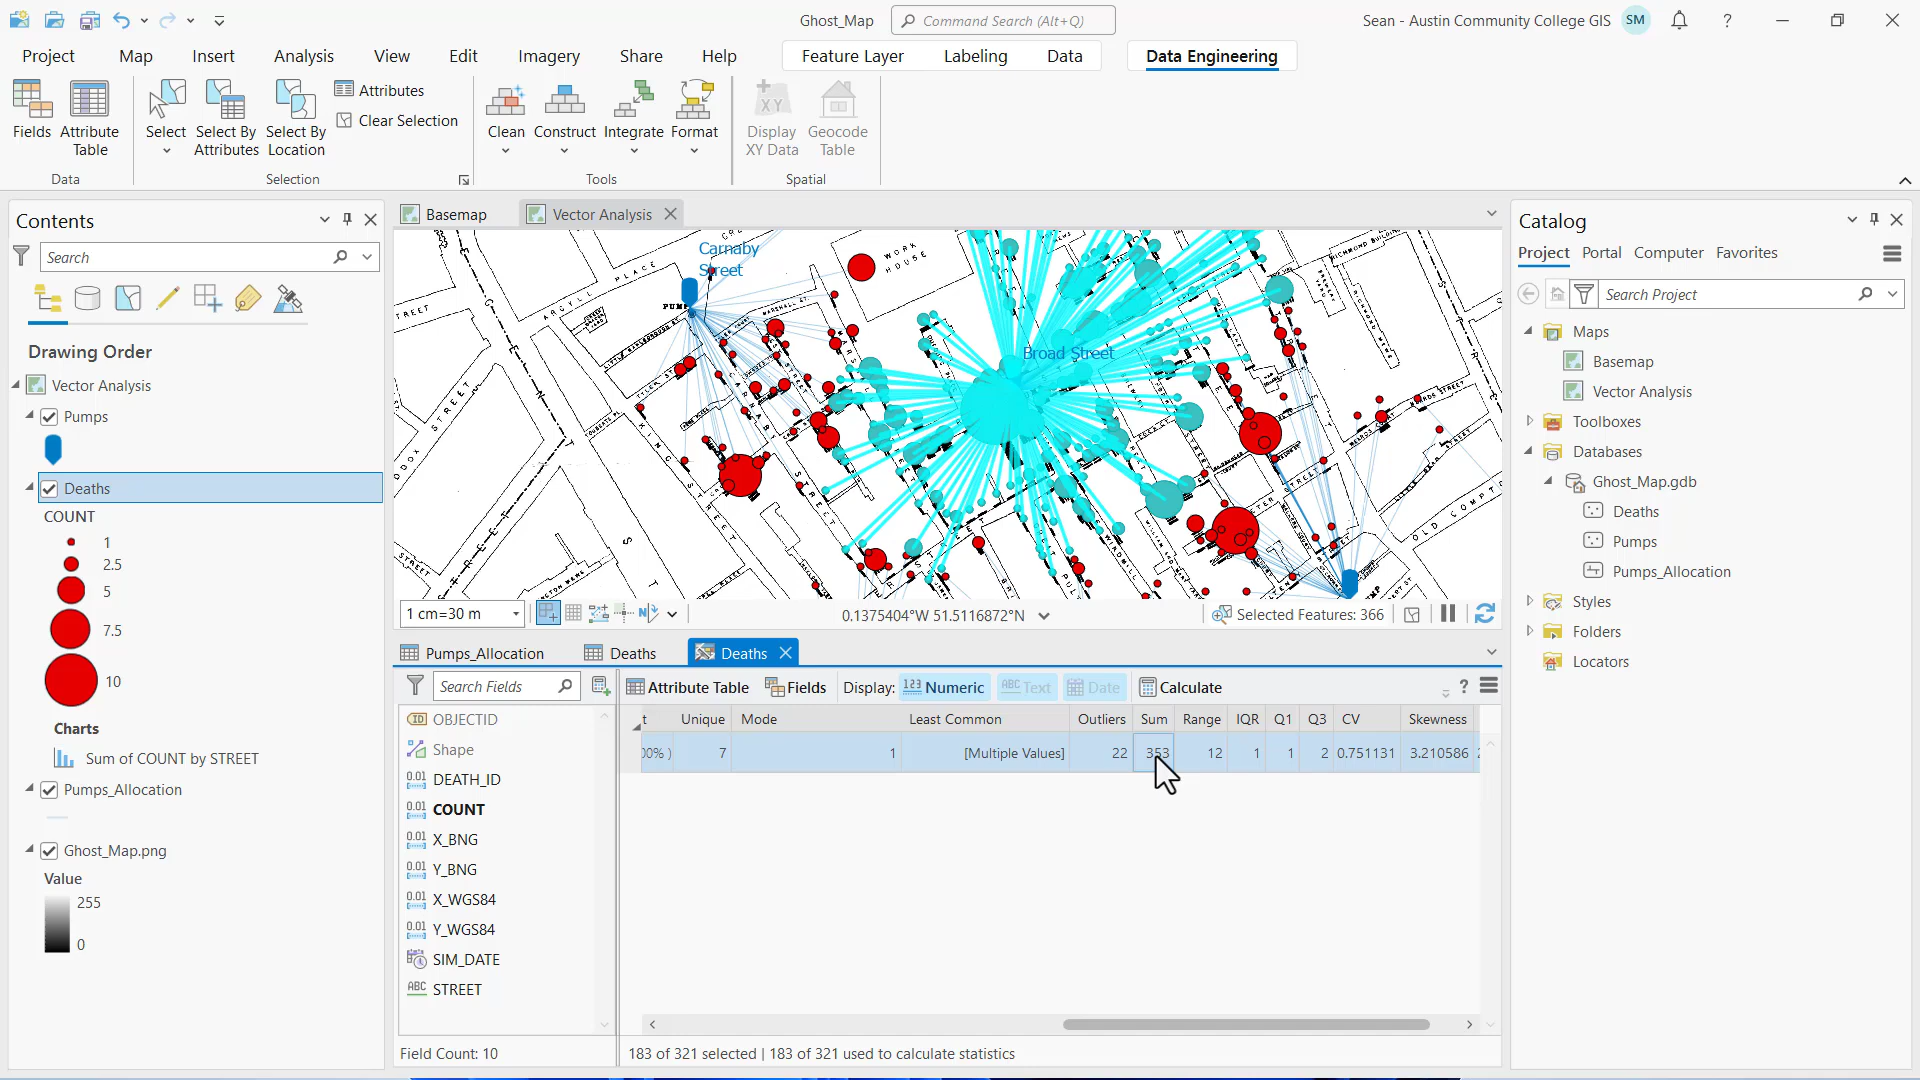 Ghost_Map
Command Search (Alt+Q)
Sean - Austin Community College GIS
SM
?
Project
Map
Insert
Analysis
View
Edit
Imagery
Share
Help
Feature Layer
Labeling
Data
Data Engineering
Fields
Attribute
Table
Select
Select By
Attributes
Select By
Location
Attributes
Clear Selection
Clean
Construct
Integrate
Format
Display
XY Data
Geocode
Table
Data
Selection
Tools
Spatial
Contents
Search
Drawing Order
Vector Analysis
Pumps
Deaths
COUNT
1
2.5
5
7.5
10
Charts
Sum of COUNT by STREET
Pumps_Allocation
Ghost_Map.png
Value
255
0
Basemap
Vector Analysis
Carnaby
Street
WORK
HOUSE
ARGYLL PLACE
PUMP
Broad Street
1 cm=30 m
0.1375404°W 51.5116872°N
Selected Features: 366
Pumps_Allocation
Deaths
Deaths
Search Fields
Attribute Table
Fields
Display:
Numeric
Text
Date
Calculate
?
OBJECTID
Shape
DEATH_ID
COUNT
X_BNG
Y_BNG
X_WGS84
Y_WGS84
SIM_DATE
STREET
Field Count: 10
Unique
Mode
Least Common
Outliers
Sum
Range
IQR
Q1
Q3
CV
Skewness
00% )
7
1
[Multiple Values]
22
353
12
1
1
2
0.751131
3.210586
183 of 321 selected | 183 of 321 used to calculate statistics
Catalog
Project
Portal
Computer
Favorites
Search Project
Maps
Basemap
Vector Analysis
Toolboxes
Databases
Ghost_Map.gdb
Deaths
Pumps
Pumps_Allocation
Styles
Folders
Locators